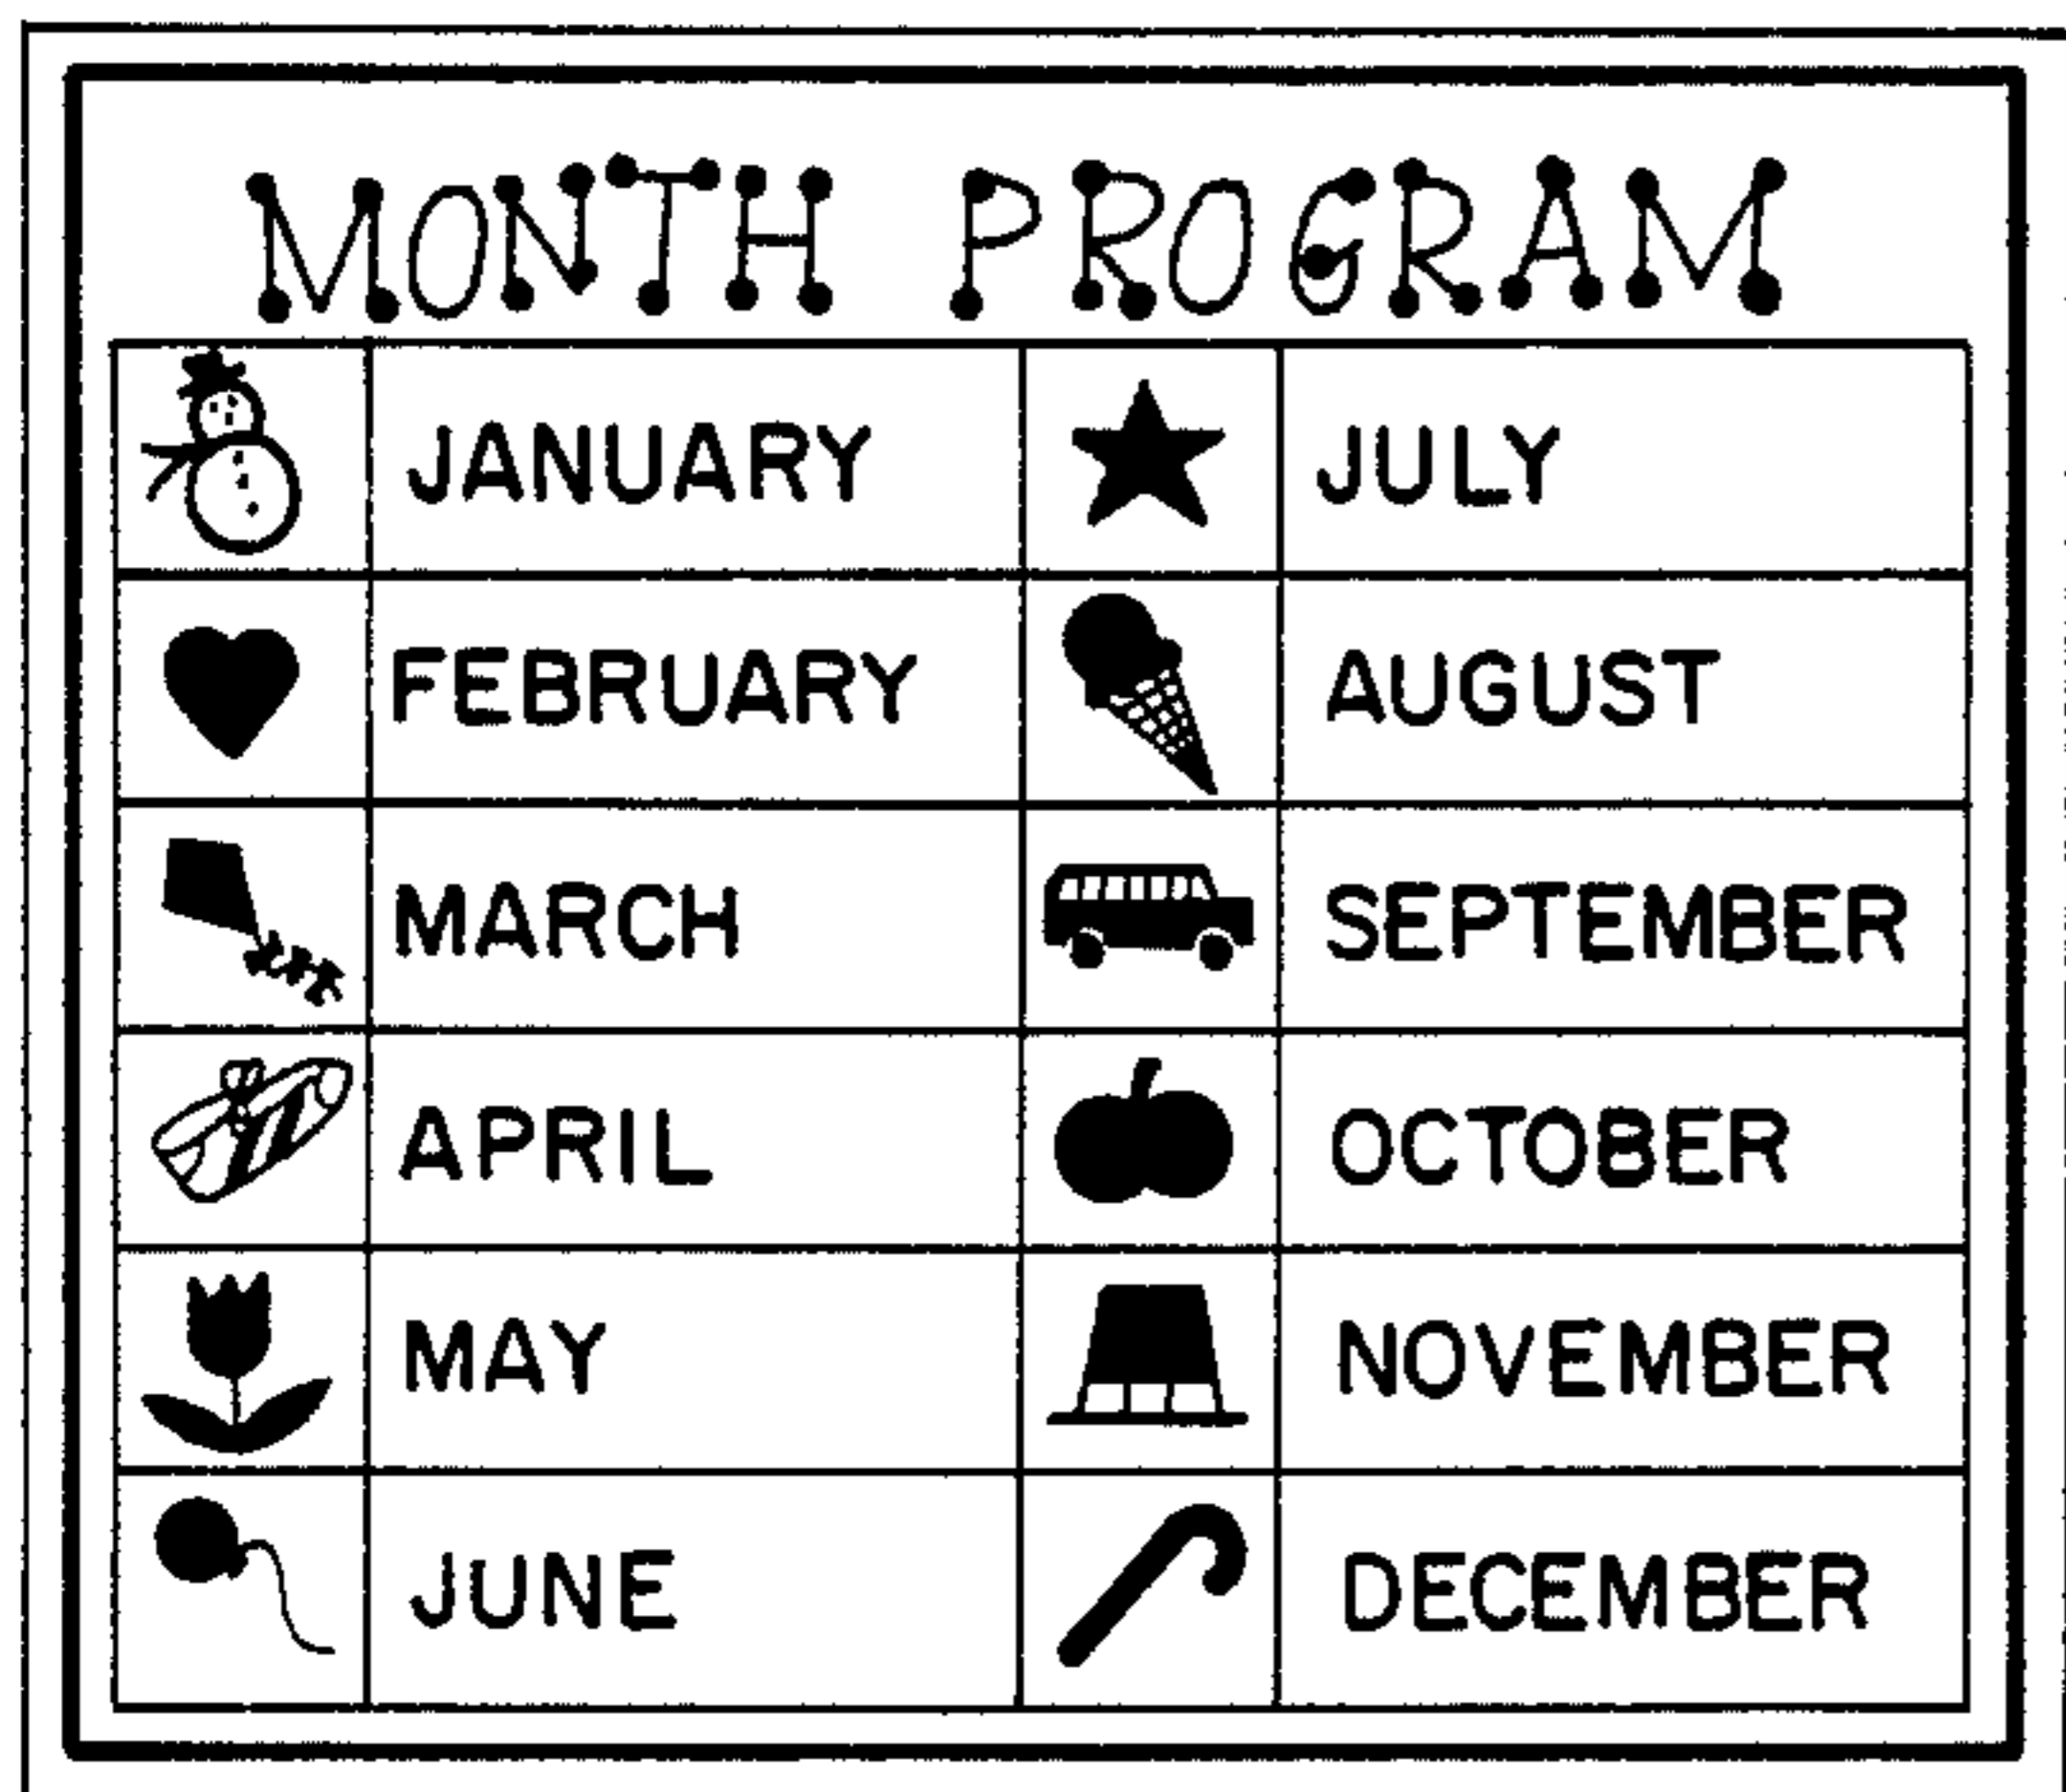 MONTH PROGRAM
JANUARY JULY
FEBRUARY AUGUST
MARCH SEPTEMBER
APRIL OCTOBER
MAY NOVEMBER
JUNE DECEMBER